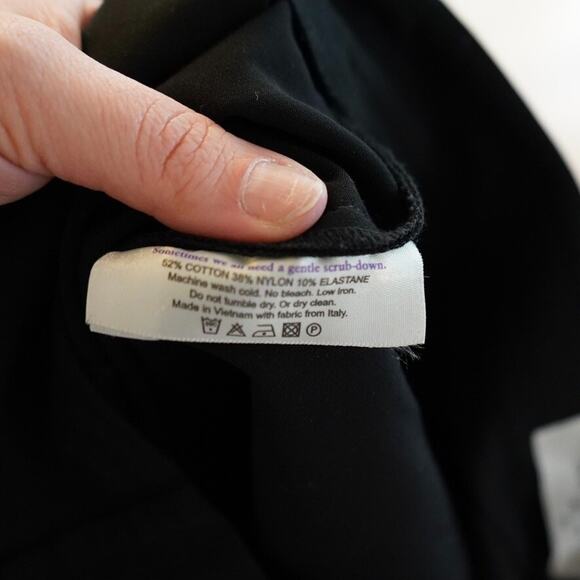 Sometimes we all need a gentle scrub-down.
52% COTTON 38% NYLON 10% ELASTANE
Machine wash cold. No bleach. Low iron.
Do not tumble dry. Or dry clean.
Made in Vietnam with fabric from Italy.
P